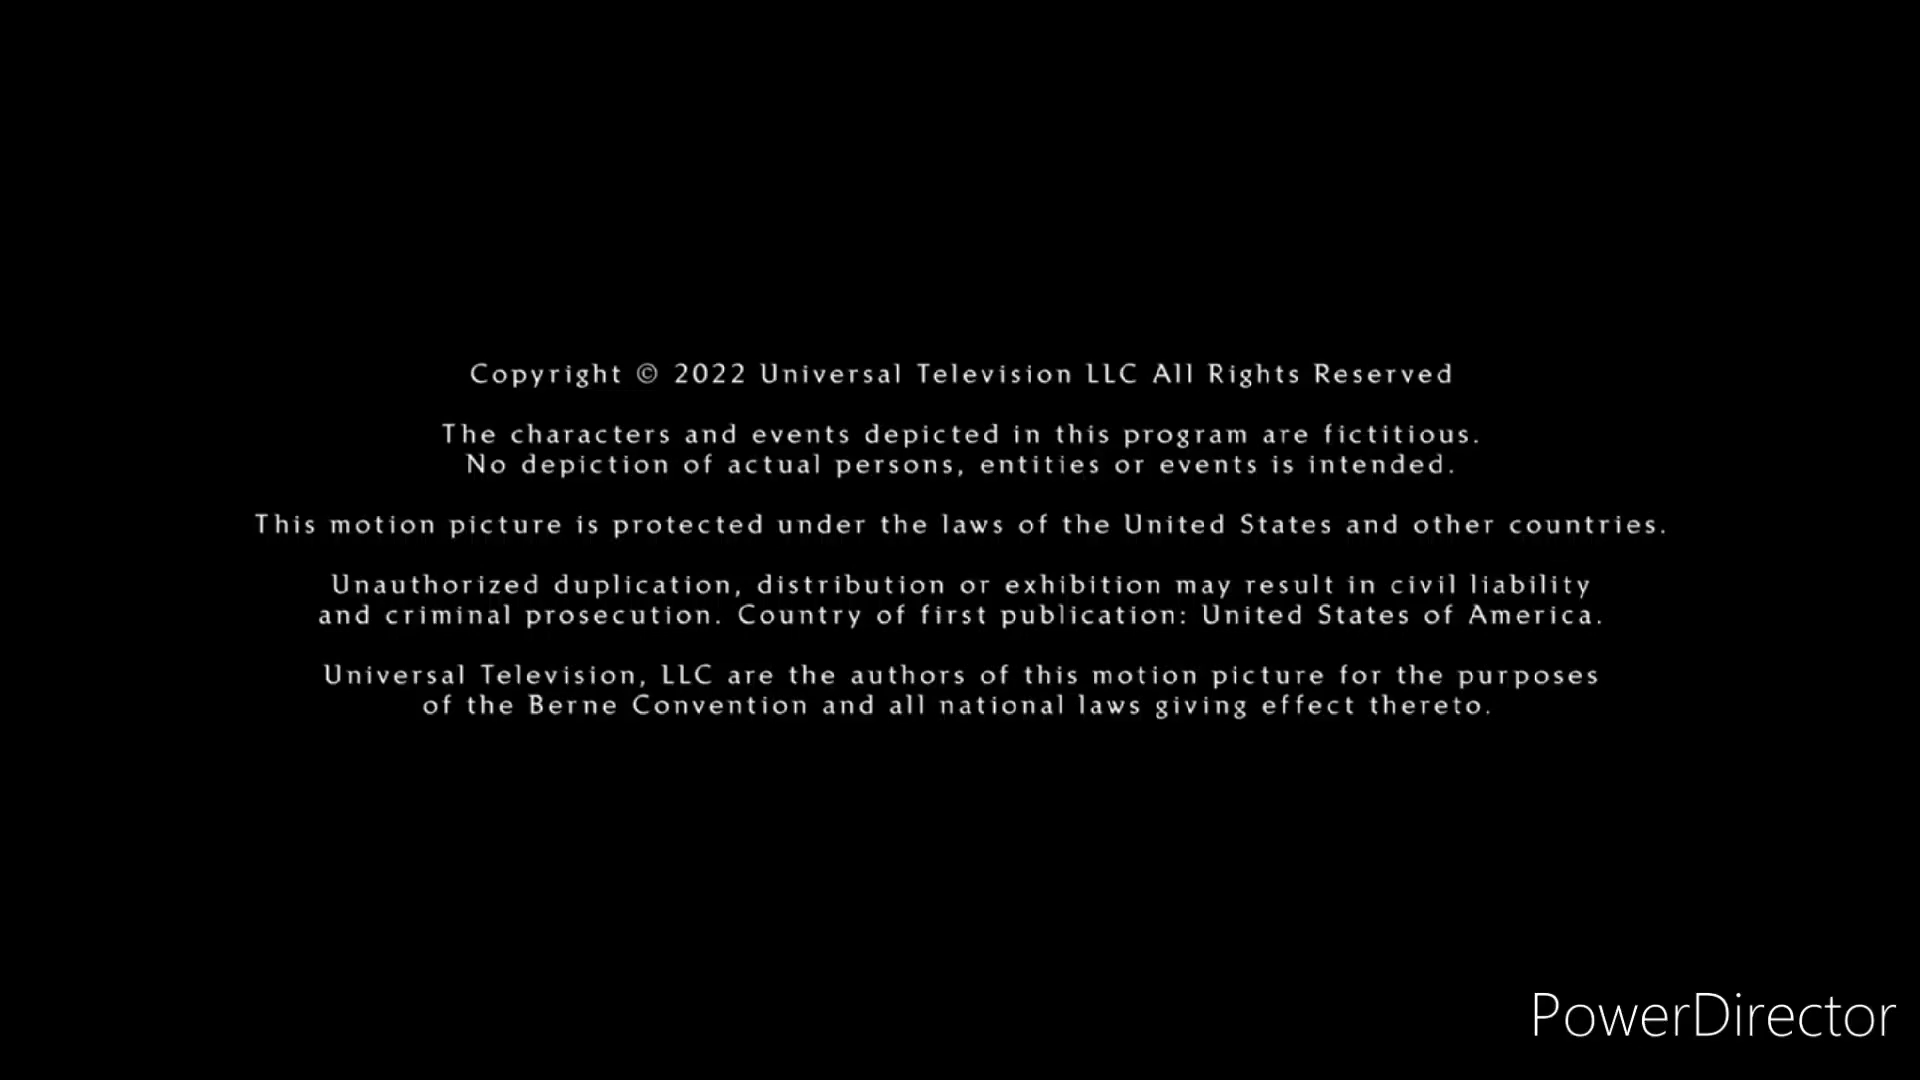 Copyright © 2022 Universal Television LLC All Rights Reserved
The characters and events depicted in this program are fictitious.
No depiction of actual persons, entities or events is intended.
This motion picture is protected under the laws of the United States and other countries.
Unauthorized duplication, distribution or exhibition may result in civil liability
and criminal prosecution. Country of first publication: United States of America.
Universal Television, LLC are the authors of this motion picture for the purposes
of the Berne Convention and all national laws giving effect thereto.
PowerDirector